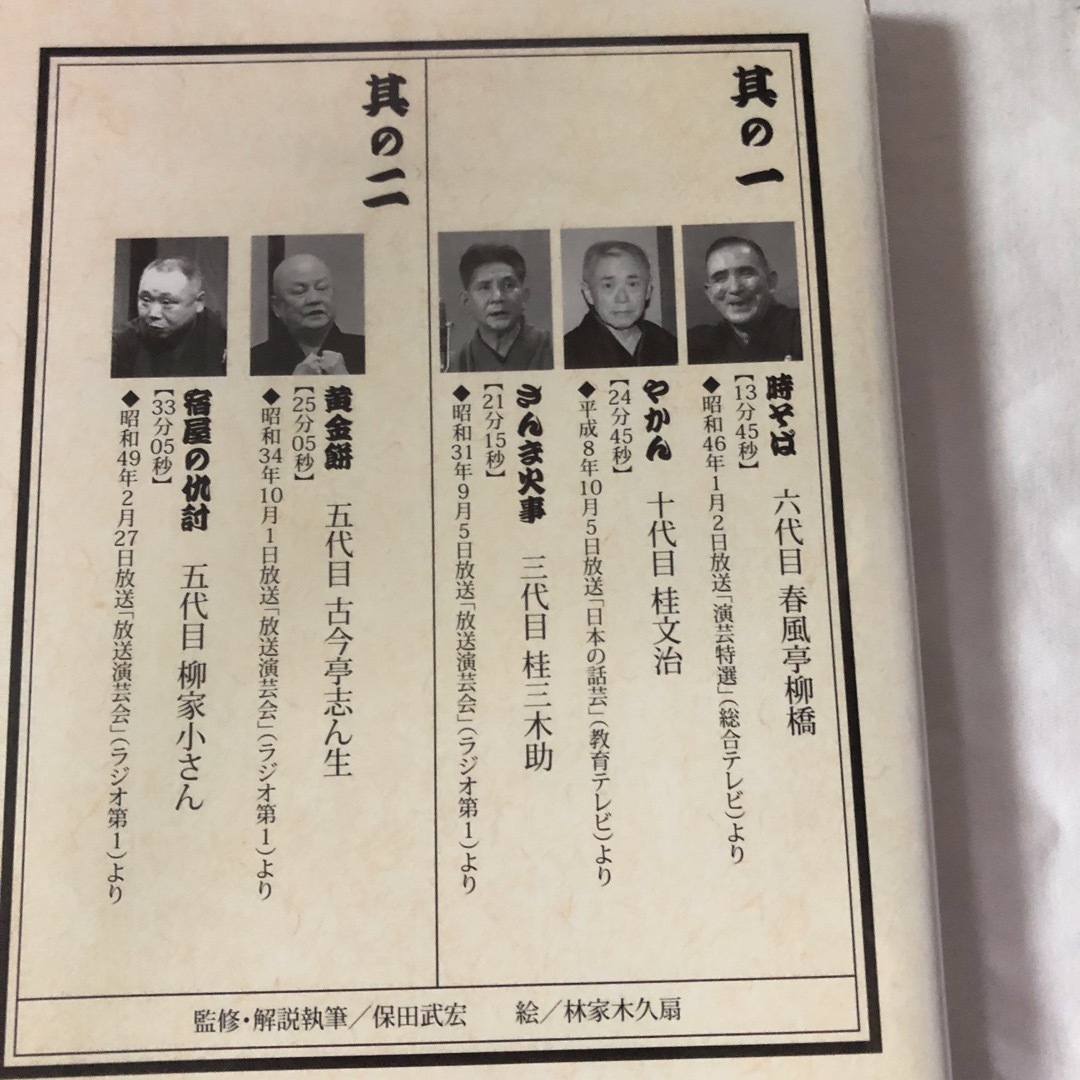 其の一
時そば 六代目 春風亭柳橋
【13分45秒】
◆昭和46年1月2日放送「演芸特選」(総合テレビ)より
やかん 十代目 桂文治
【24分45秒】
◆平成8年10月5日放送「日本の話芸」(教育テレビ)より
さんま火事 三代目 桂三木助
【21分15秒】
◆昭和31年9月5日放送「放送演芸会」(ラジオ第1)より
其の二
黄金餅 五代目 古今亭志ん生
【25分05秒】
◆昭和34年10月1日放送「放送演芸会」(ラジオ第1)より
宿屋の仇討 五代目 柳家小さん
【33分05秒】
◆昭和49年2月27日放送「放送演芸会」(ラジオ第1)より
監修・解説執筆/保田武宏 絵/林家木久扇